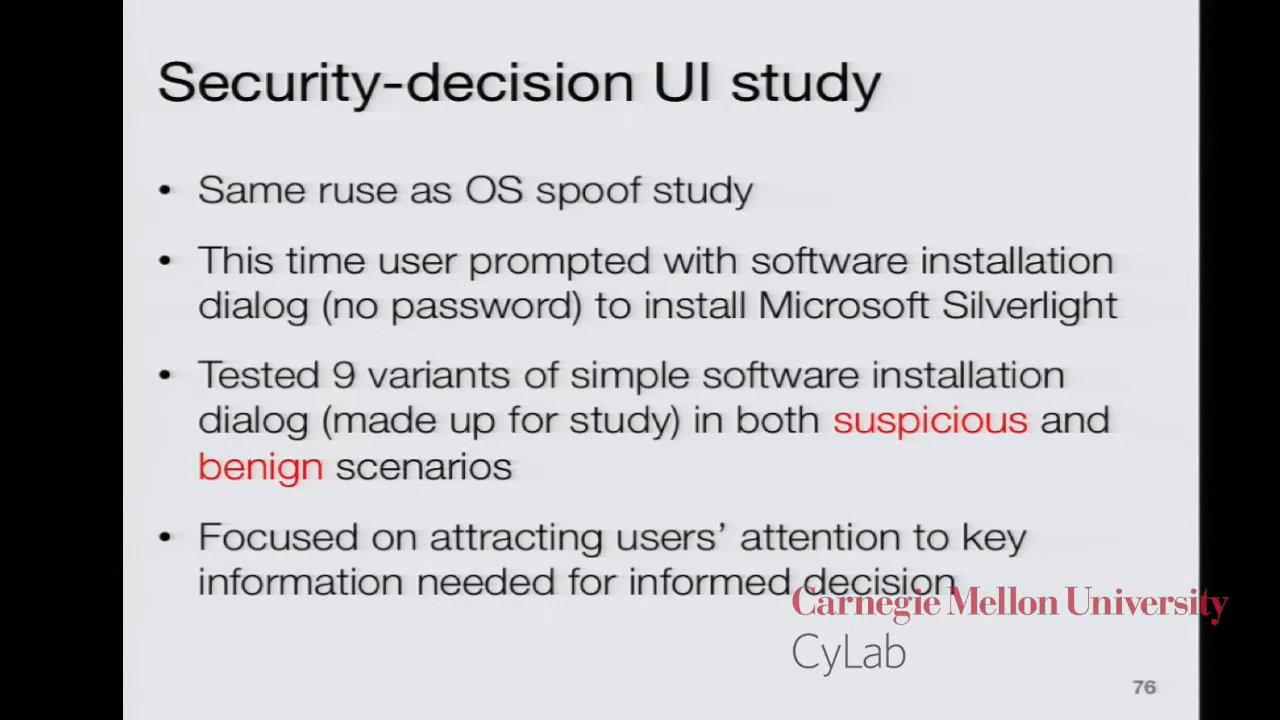 Security-decision UI study
• Same ruse as OS spoof study
• This time user prompted with software installation
dialog (no password) to install Microsoft Silverlight
• Tested 9 variants of simple software installation
dialog (made up for study) in both suspicious and
benign scenarios
• Focused on attracting users’ attention to key
information needed for informed decision
Carnegie Mellon University
CyLab
76